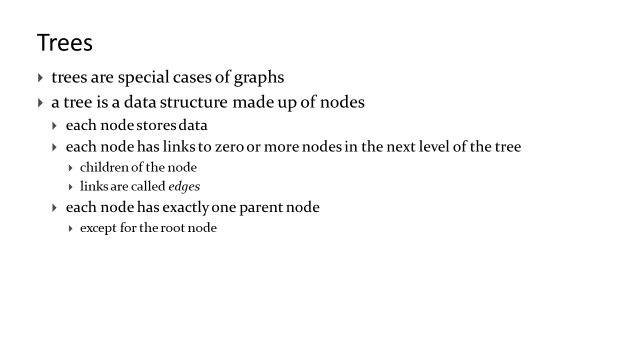 Trees
trees are special cases of graphs
a tree is a data structure made up of nodes
each node stores data
each node has links to zero or more nodes in the next level of the tree
children of the node
links are called edges
each node has exactly one parent node
except for the root node